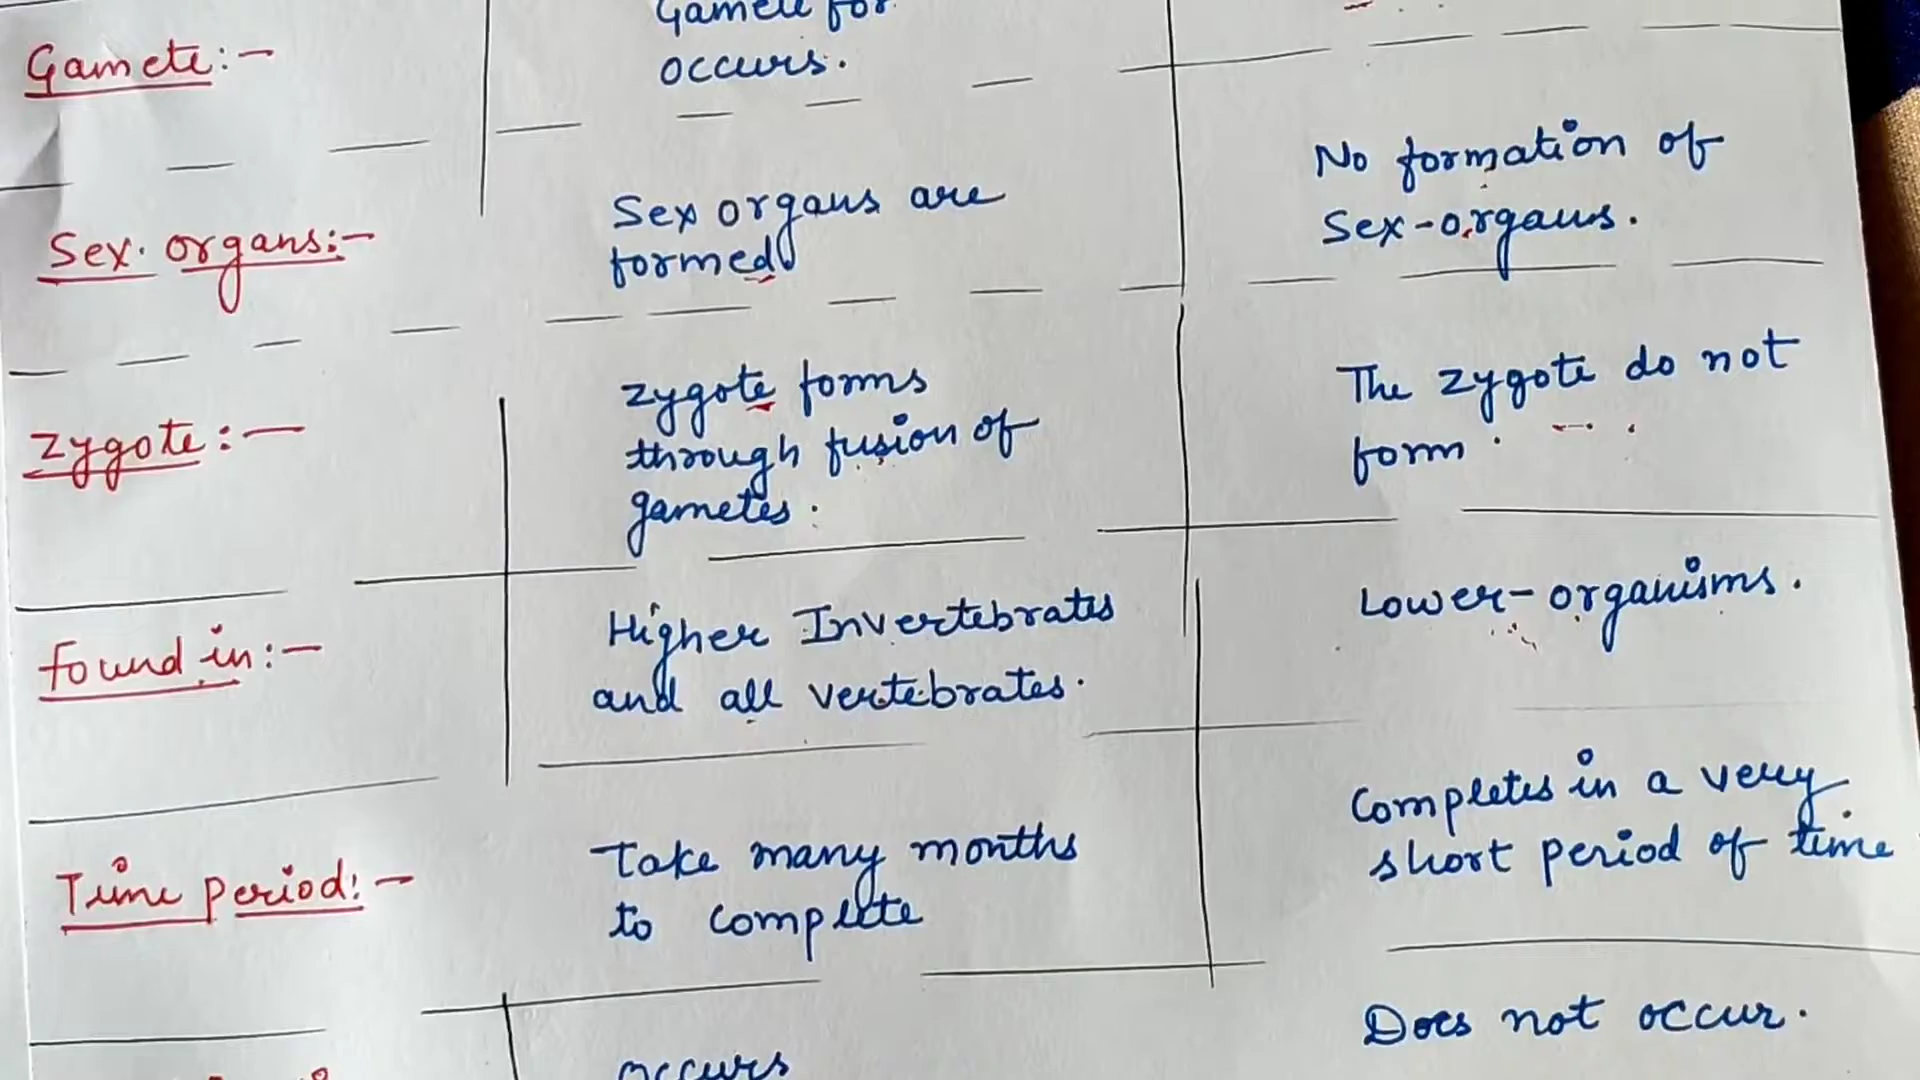 Gamete for
Gamete:-
occurs.
Sex. organs:-
Sex organs are
formed
No formation of
Sex-organs.
Zygote:-
Zygote forms
through fusion of
gametes.
The zygote do not
form.
found in:-
Higher Invertebrates
and all vertebrates.
Lower-organisms.
Time period:-
Take many months
to complete
Completes in a very
short period of time
occurs
Does not occur.